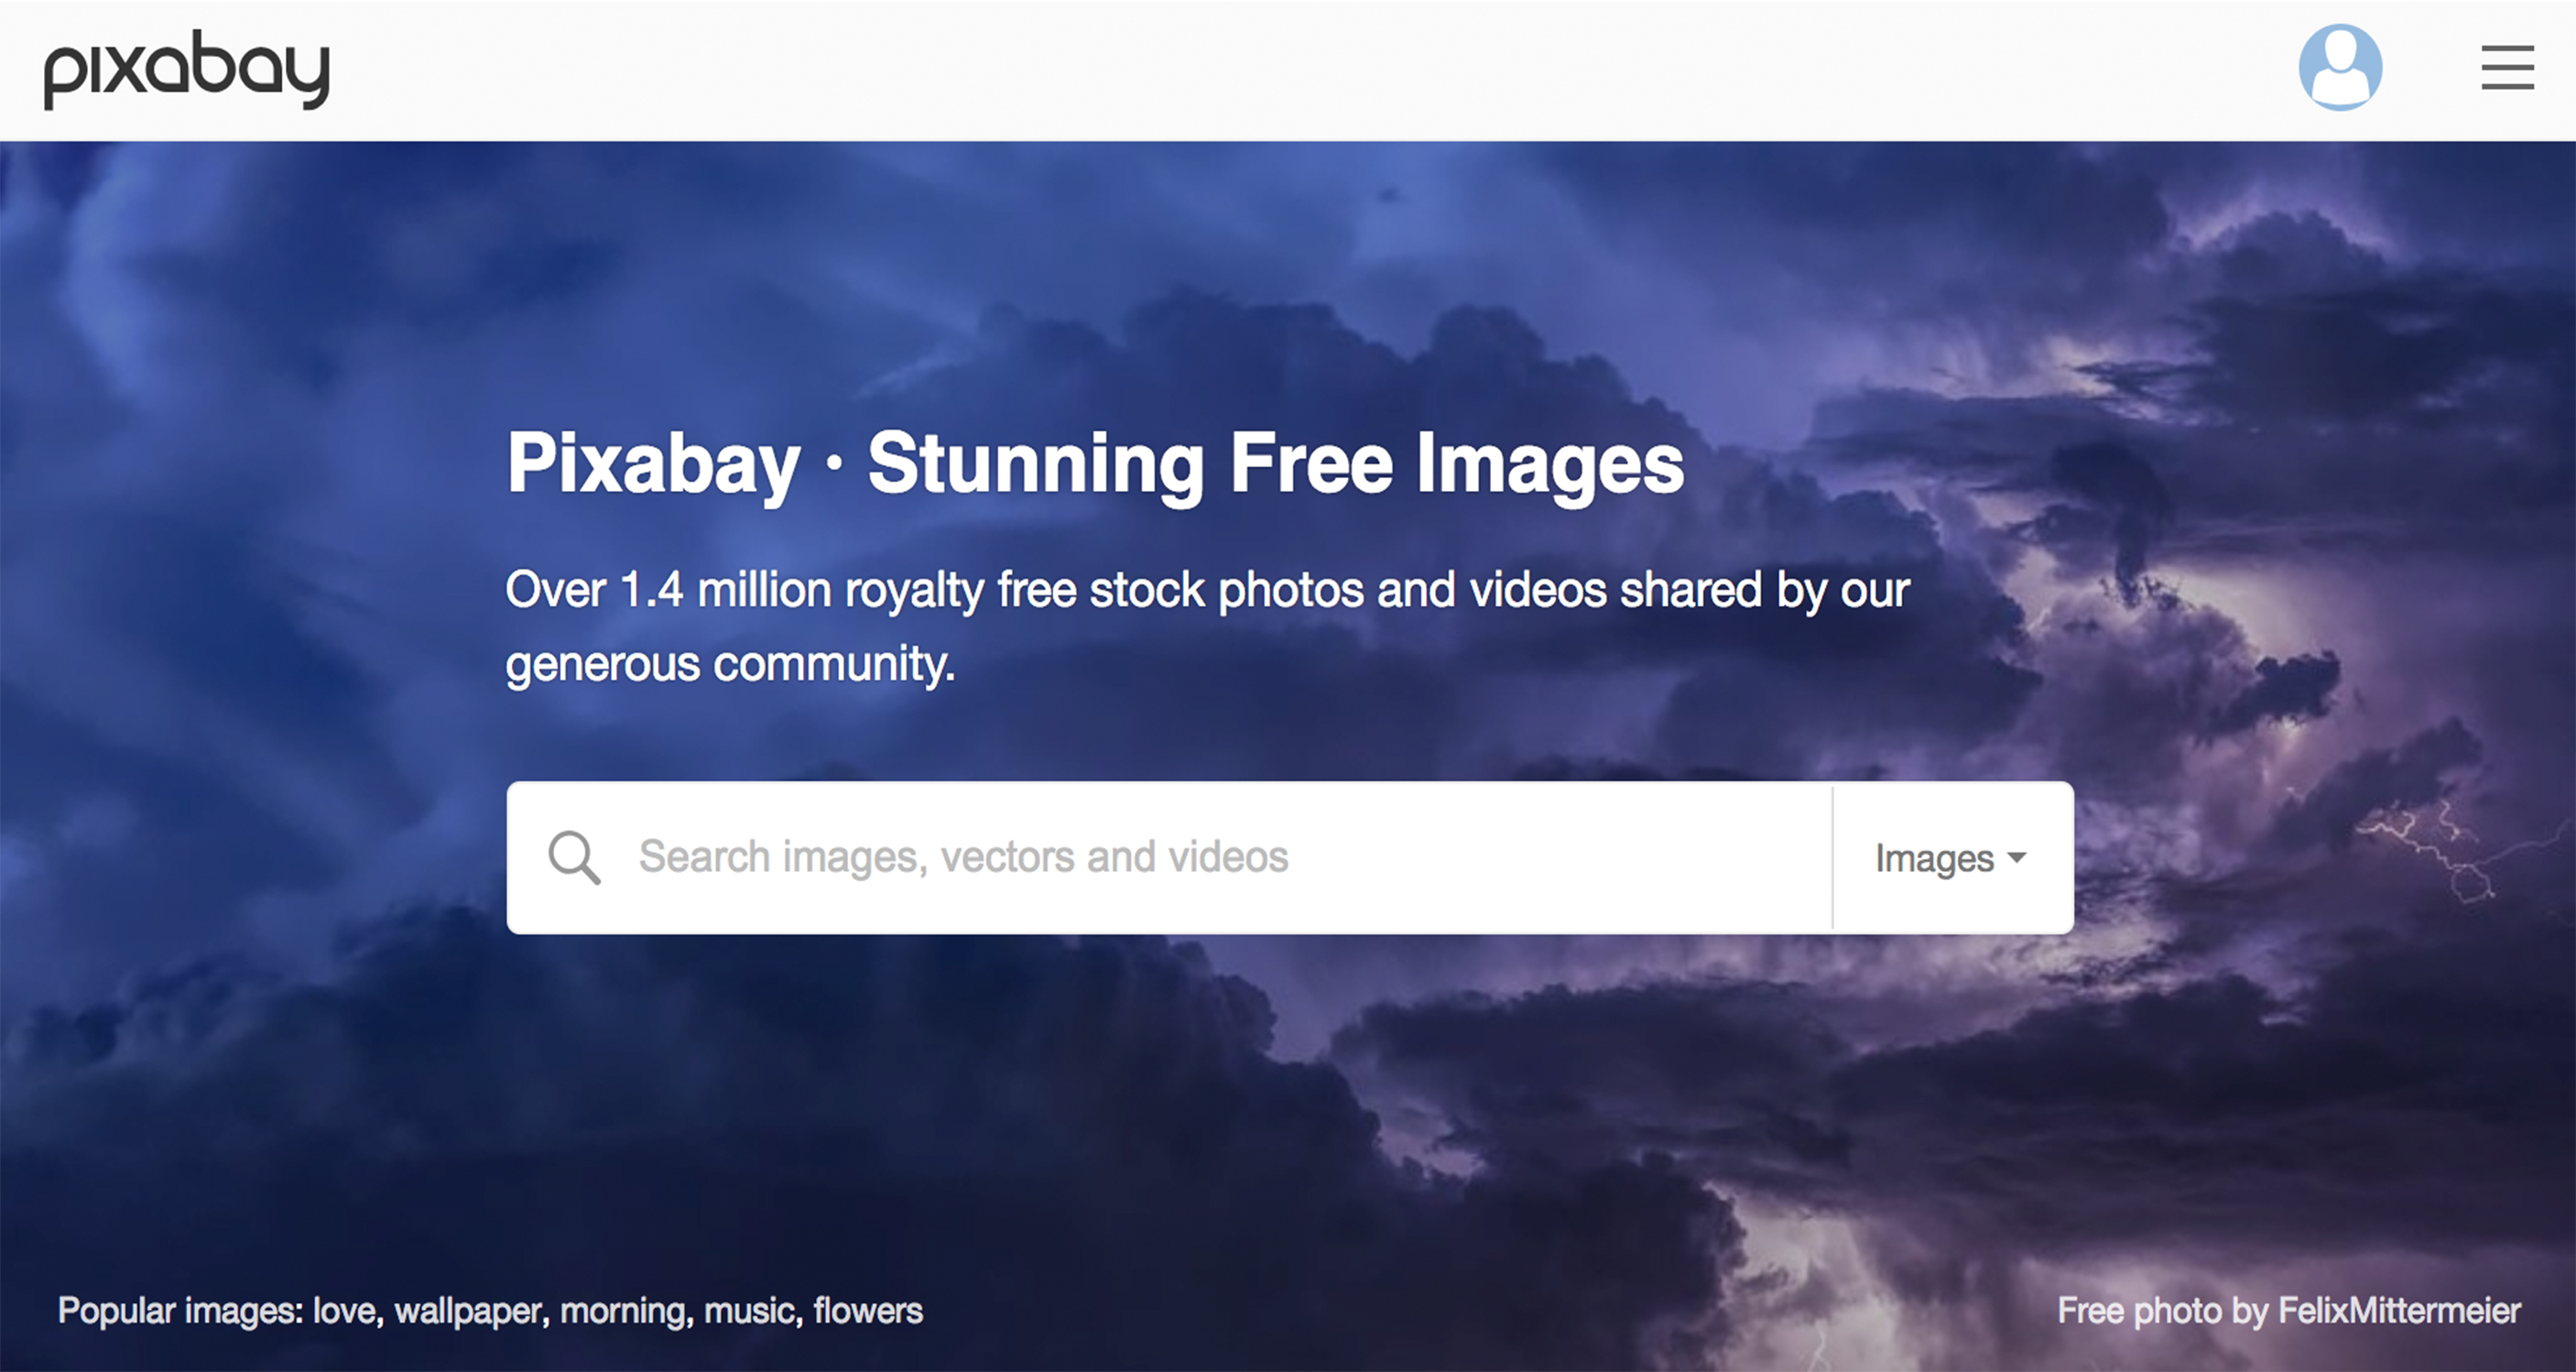 pixabay
Pixabay · Stunning Free Images
Over 1.4 million royalty free stock photos and videos shared by our
generous community.
Search images, vectors and videos
Images
Popular images: love, wallpaper, morning, music, flowers
Free photo by FelixMittermeier